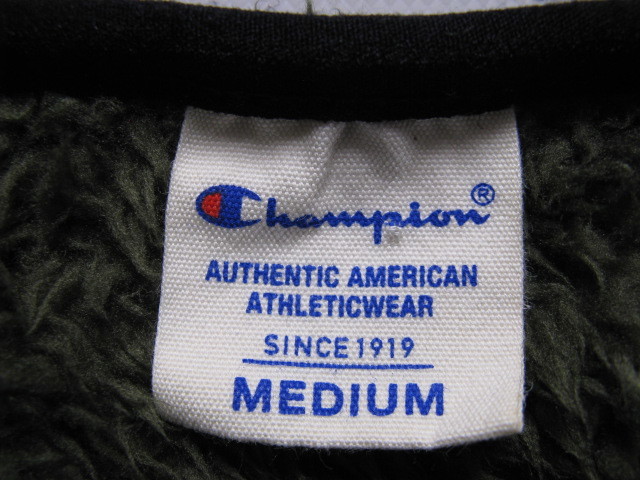 Champion®
AUTHENTIC AMERICAN
ATHLETICWEAR
SINCE 1919
MEDIUM